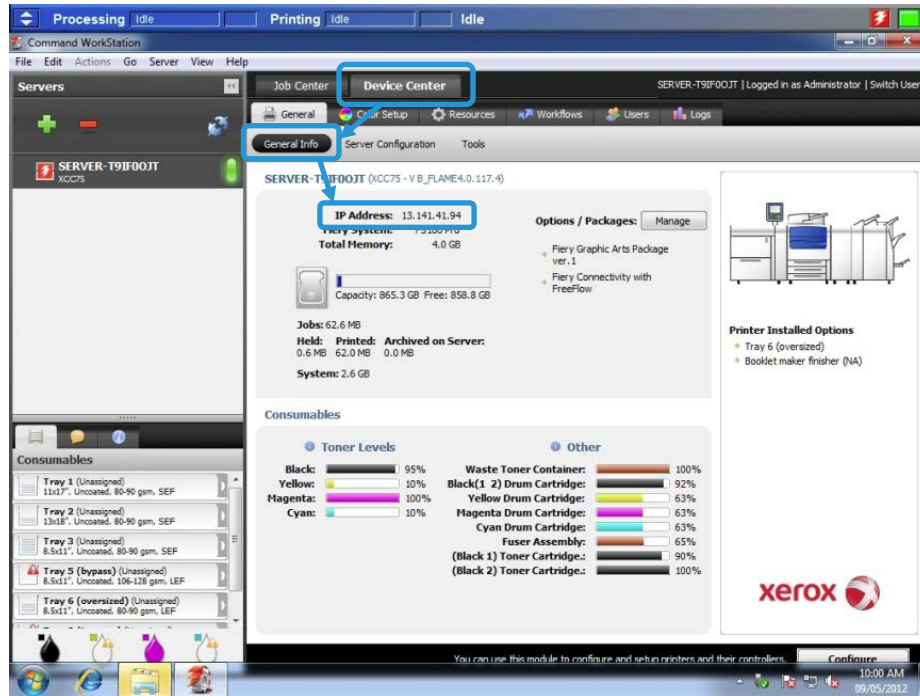 Processing Idle Printing Idle Idle
Command WorkStation
File Edit Actions Go Server View Help
Servers
Job Center Device Center SERVER-T9IF0OJT | Logged in as Administrator | Switch User
General Color Setup Resources Workflows Users Logs
General Info Server Configuration Tools
SERVER-T9IF0OJT
XCC75
SERVER-T9IF0OJT (XCC75 - V B_FLAME4.0.117.4)
IP Address: 13.141.41.94
Fiery System:
Total Memory: 4.0 GB
Capacity: 865.3 GB Free: 858.8 GB
Jobs: 62.6 MB
Held: Printed: Archived on Server:
0.6 MB 62.0 MB 0.0 MB
System: 2.6 GB
Options / Packages: Manage
Fiery Graphic Arts Package
ver.1
Fiery Connectivity with
FreeFlow
Printer Installed Options
Tray 6 (oversized)
Booklet maker finisher (NA)
Consumables
Toner Levels
Black: 95%
Yellow: 10%
Magenta: 100%
Cyan: 10%
Other
Waste Toner Container: 100%
Black(1 2) Drum Cartridge: 92%
Yellow Drum Cartridge: 63%
Magenta Drum Cartridge: 63%
Cyan Drum Cartridge: 63%
Fuser Assembly: 65%
(Black 1) Toner Cartridge.: 90%
(Black 2) Toner Cartridge.: 100%
xerox
Consumables
Tray 1 (Unassigned)
11x17", Uncoated, 80-90 gsm, SEF
Tray 2 (Unassigned)
13x18", Uncoated, 80-90 gsm, SEF
Tray 3 (Unassigned)
8.5x11", Uncoated, 80-90 gsm, SEF
Tray 5 (bypass) (Unassigned)
8.5x11", Uncoated, 106-128 gsm, LEF
Tray 6 (oversized) (Unassigned)
8.5x11", Uncoated, 80-90 gsm, LEF
You can use this module to configure and setup printers and their controllers. Configure
10:00 AM
09/05/2012